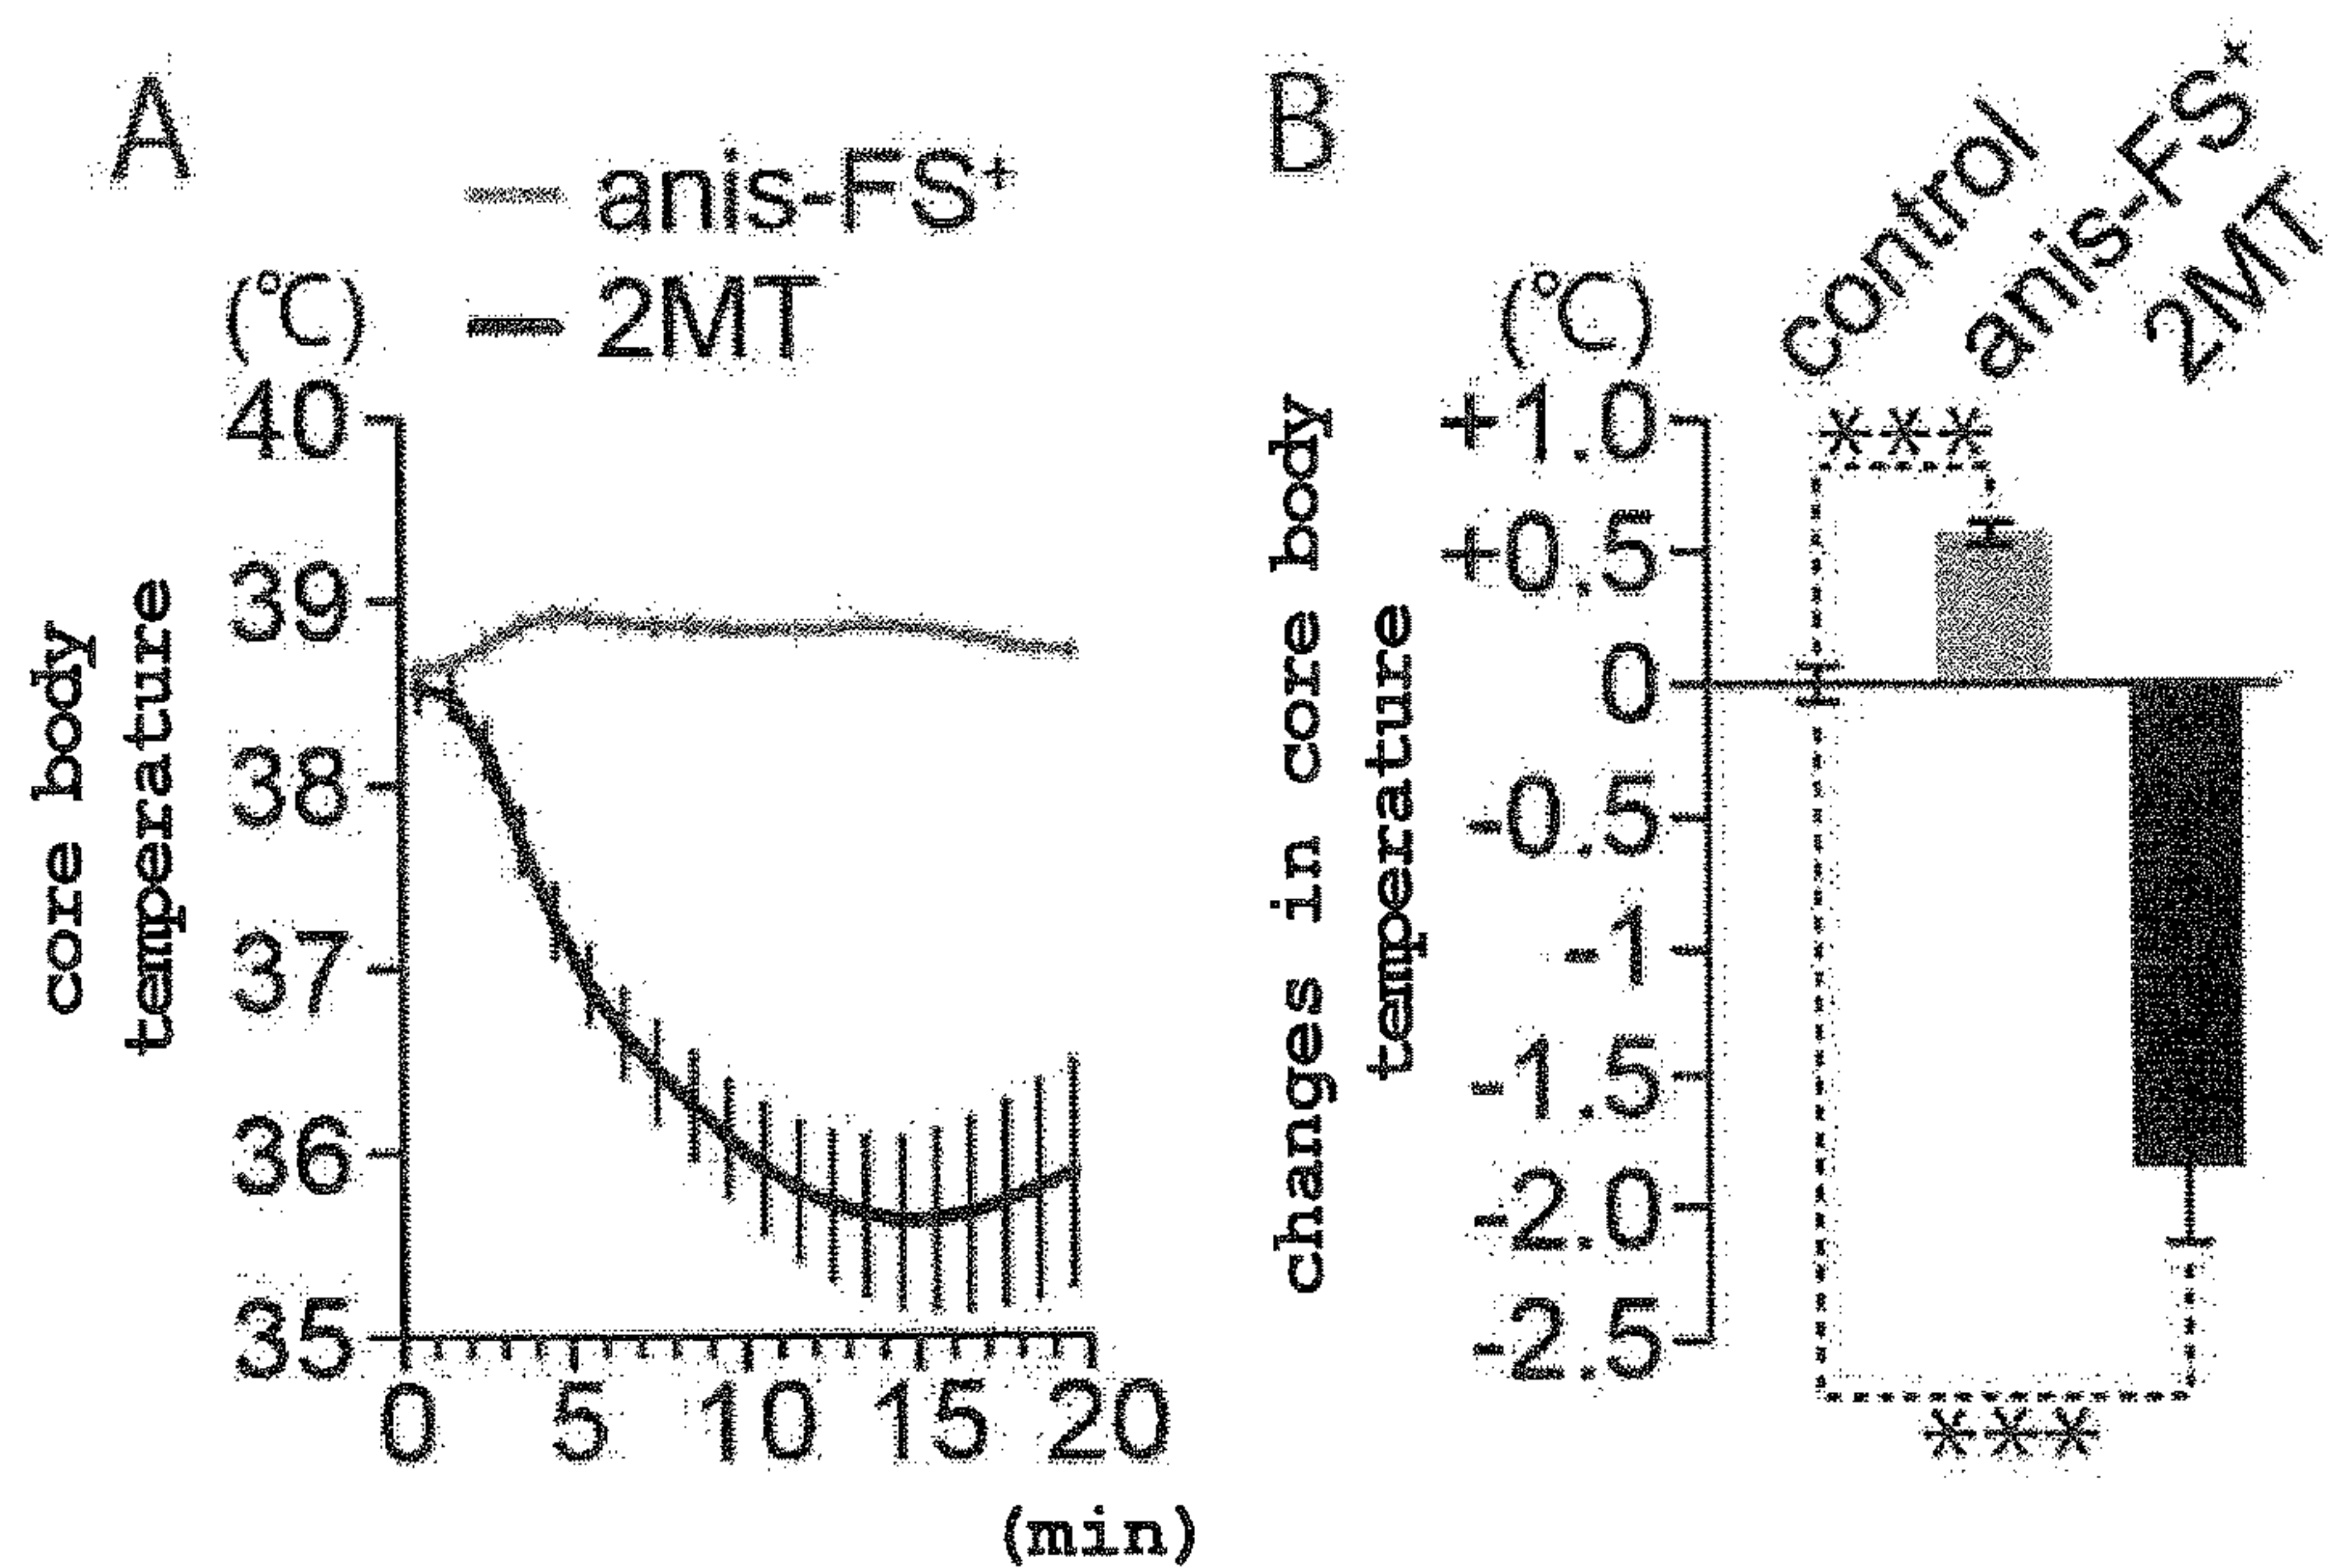 A
anis-FS+
2MT
(°C)
40
39
38
37
36
35
core body
temperature
0 5 10 15 20
(min)
B
control
anis-FS+
2MT
(°C)
+1.0
+0.5
0
-0.5
-1
-1.5
-2.0
-2.5
changes in core body
temperature
***
***